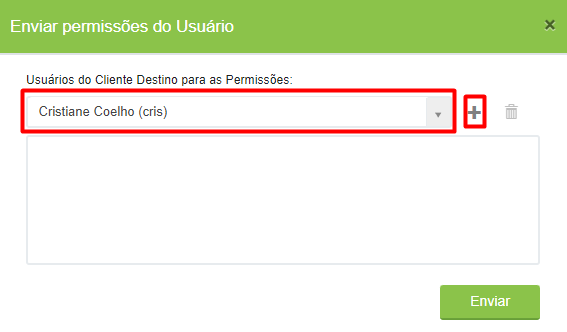 Enviar permissões do Usuário
Usuários do Cliente Destino para as Permissões:
Cristiane Coelho (cris)
Enviar